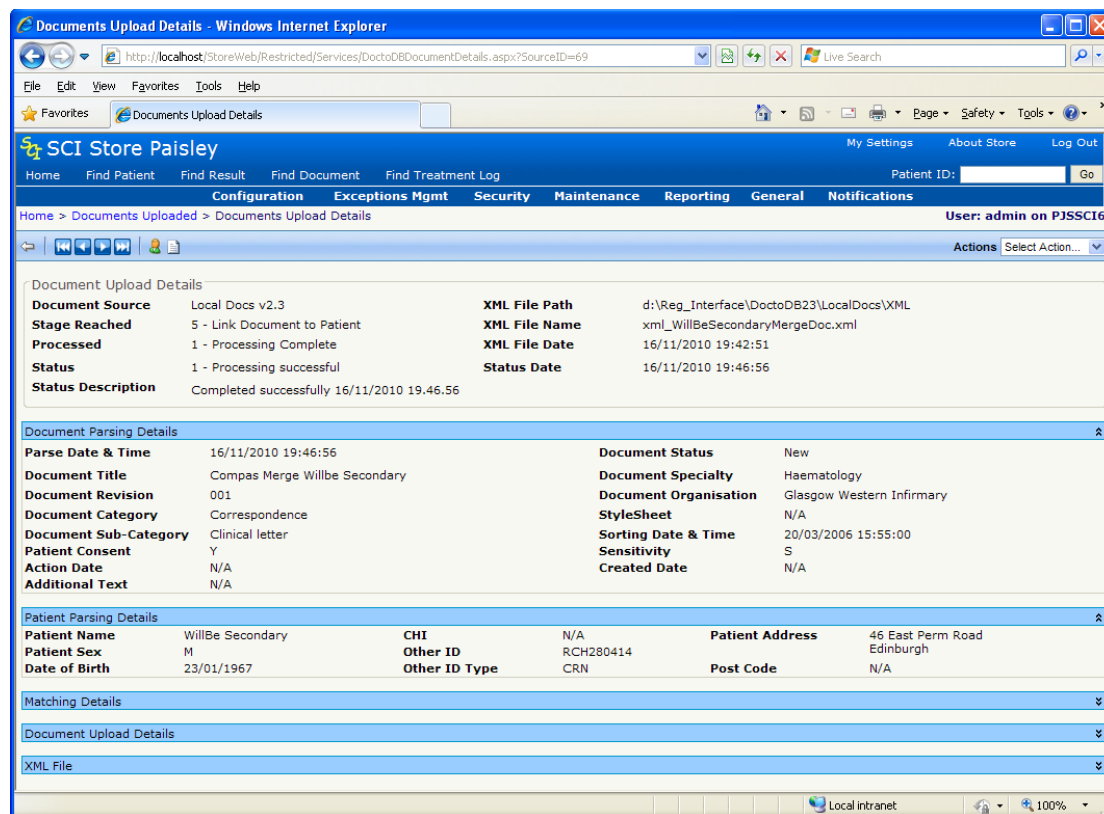 Documents Upload Details - Windows Internet Explorer
http://localhost/StoreWeb/Restricted/Services/DoctoDBDocumentDetails.aspx?SourceID=69
Live Search
File Edit View Favorites Tools Help
Favorites Documents Upload Details
Page Safety Tools
SCI SCI Store Paisley
My Settings About Store Log Out
Home Find Patient Find Result Find Document Find Treatment Log
Patient ID: Go
Configuration Exceptions Mgmt Security Maintenance Reporting General Notifications
Home > Documents Uploaded > Documents Upload Details
User: admin on PJSSCI6
Actions Select Action...
Document Upload Details
Document Source Local Docs v2.3 XML File Path d:\Reg_Interface\DoctoDB23\LocalDocs\XML
Stage Reached 5 - Link Document to Patient XML File Name xml_WillBeSecondaryMergeDoc.xml
Processed 1 - Processing Complete XML File Date 16/11/2010 19:42:51
Status 1 - Processing successful Status Date 16/11/2010 19:46:56
Status Description Completed successfully 16/11/2010 19.46.56
Document Parsing Details
Parse Date & Time 16/11/2010 19:46:56 Document Status New
Document Title Compas Merge Willbe Secondary Document Specialty Haematology
Document Revision 001 Document Organisation Glasgow Western Infirmary
Document Category Correspondence StyleSheet N/A
Document Sub-Category Clinical letter Sorting Date & Time 20/03/2006 15:55:00
Patient Consent Y Sensitivity S
Action Date N/A Created Date N/A
Additional Text N/A
Patient Parsing Details
Patient Name WillBe Secondary CHI N/A Patient Address 46 East Perm Road
Patient Sex M Other ID RCH280414 Edinburgh
Date of Birth 23/01/1967 Other ID Type CRN Post Code N/A
Matching Details
Document Upload Details
XML File
Local intranet 100%